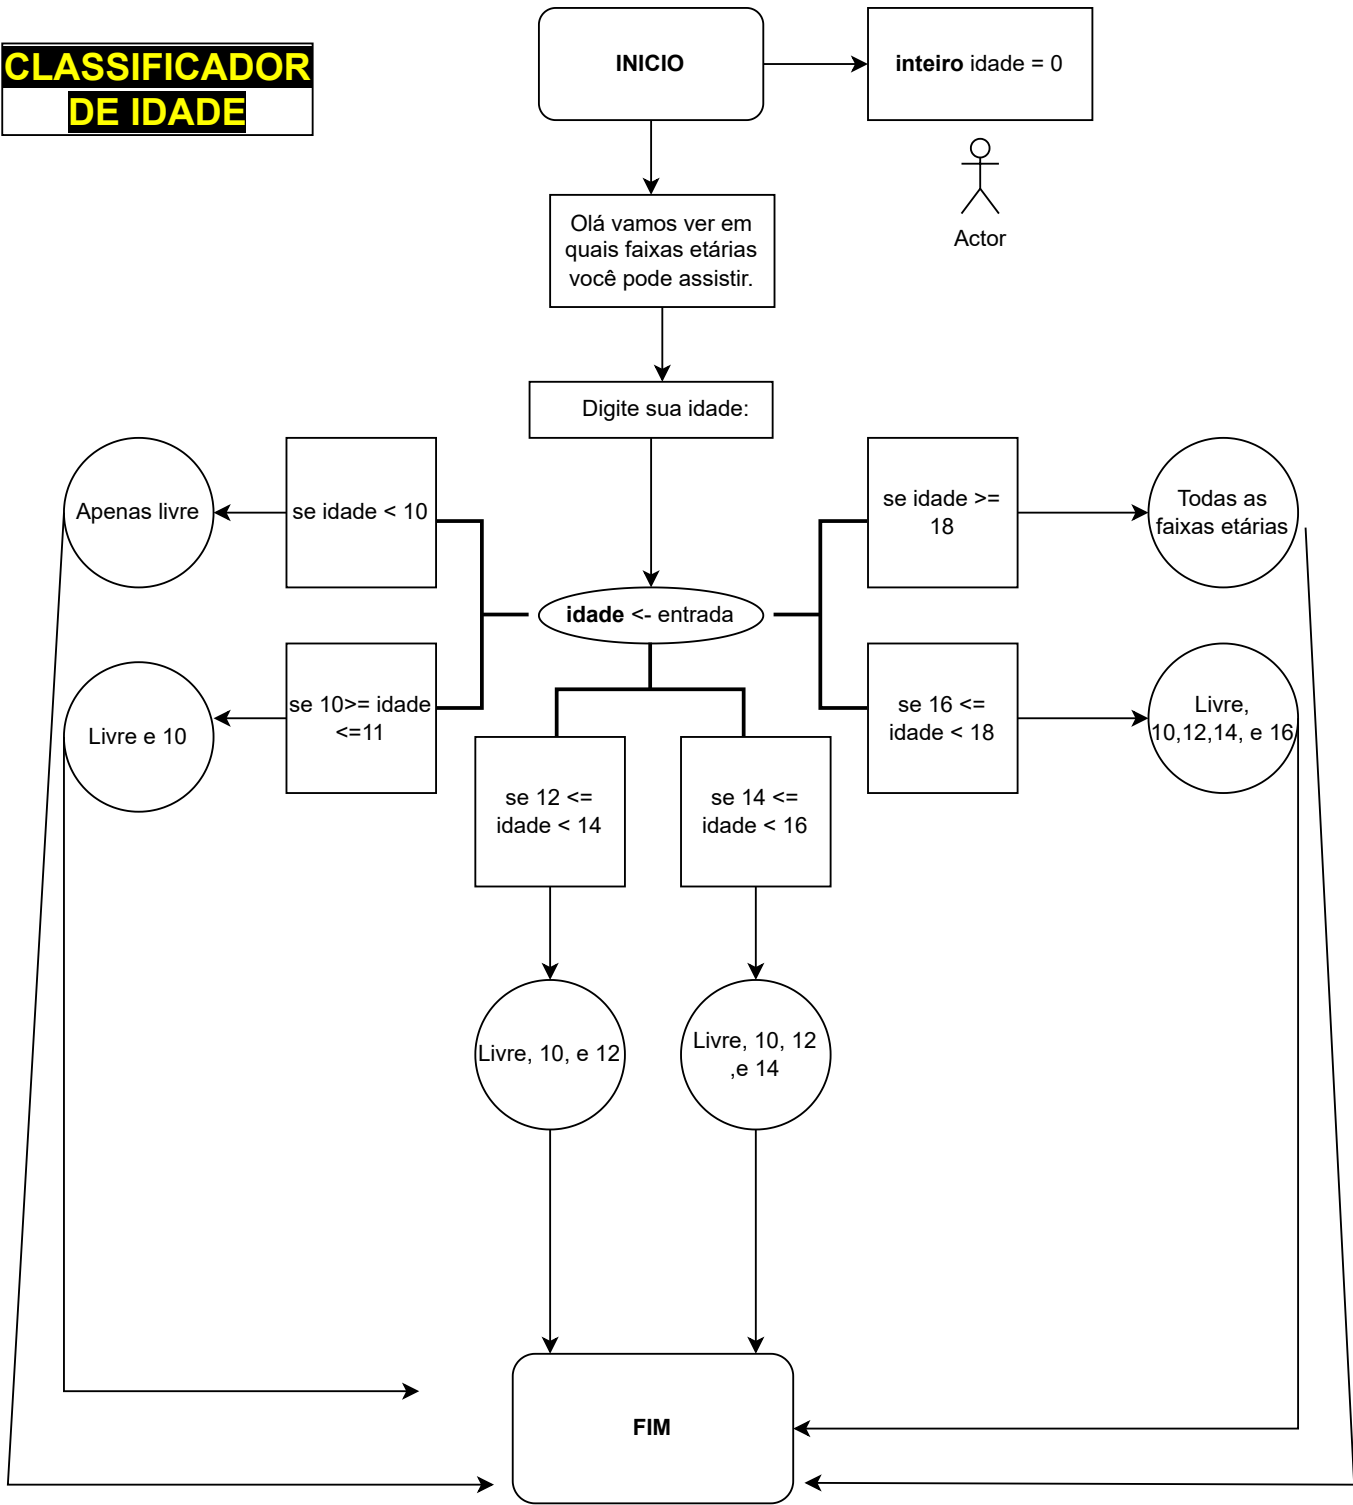 CLASSIFICADOR
DE IDADE
INICIO
inteiro idade = 0
Actor
Olá vamos ver em
quais faixas etárias
você pode assistir.
Digite sua idade:
Apenas livre
se idade < 10
se idade >=
18
Todas as
faixas etárias
idade <- entrada
Livre e 10
se 10>= idade
<=11
se 16 <=
idade < 18
Livre,
10,12,14, e 16
se 12 <=
idade < 14
se 14 <=
idade < 16
Livre, 10, e 12
Livre, 10, 12
,e 14
FIM